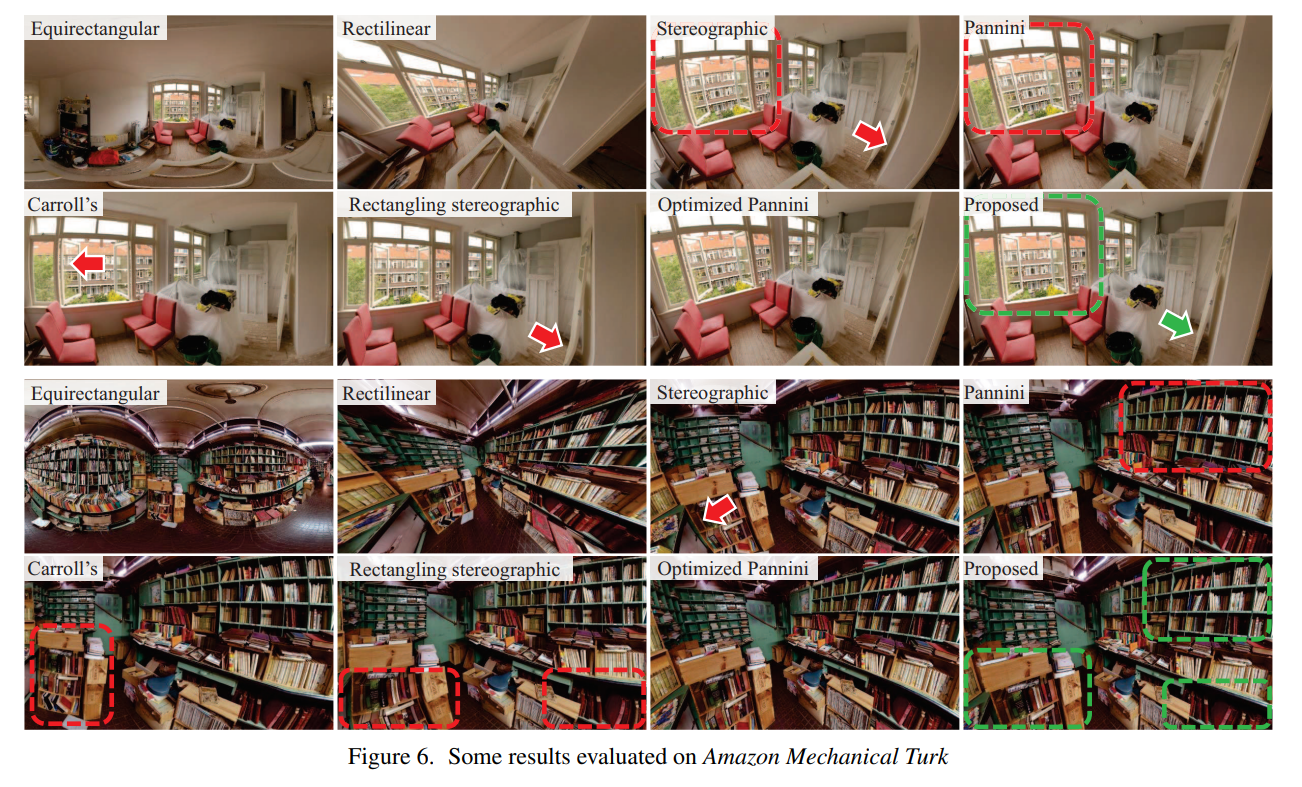 Equirectangular
Rectilinear
Stereographic
Pannini
Carroll's
Rectangling stereographic
Optimized Pannini
Proposed
Equirectangular
Rectilinear
Stereographic
Pannini
Carroll's
Rectangling stereographic
Optimized Pannini
Proposed
Figure 6. Some results evaluated on Amazon Mechanical Turk